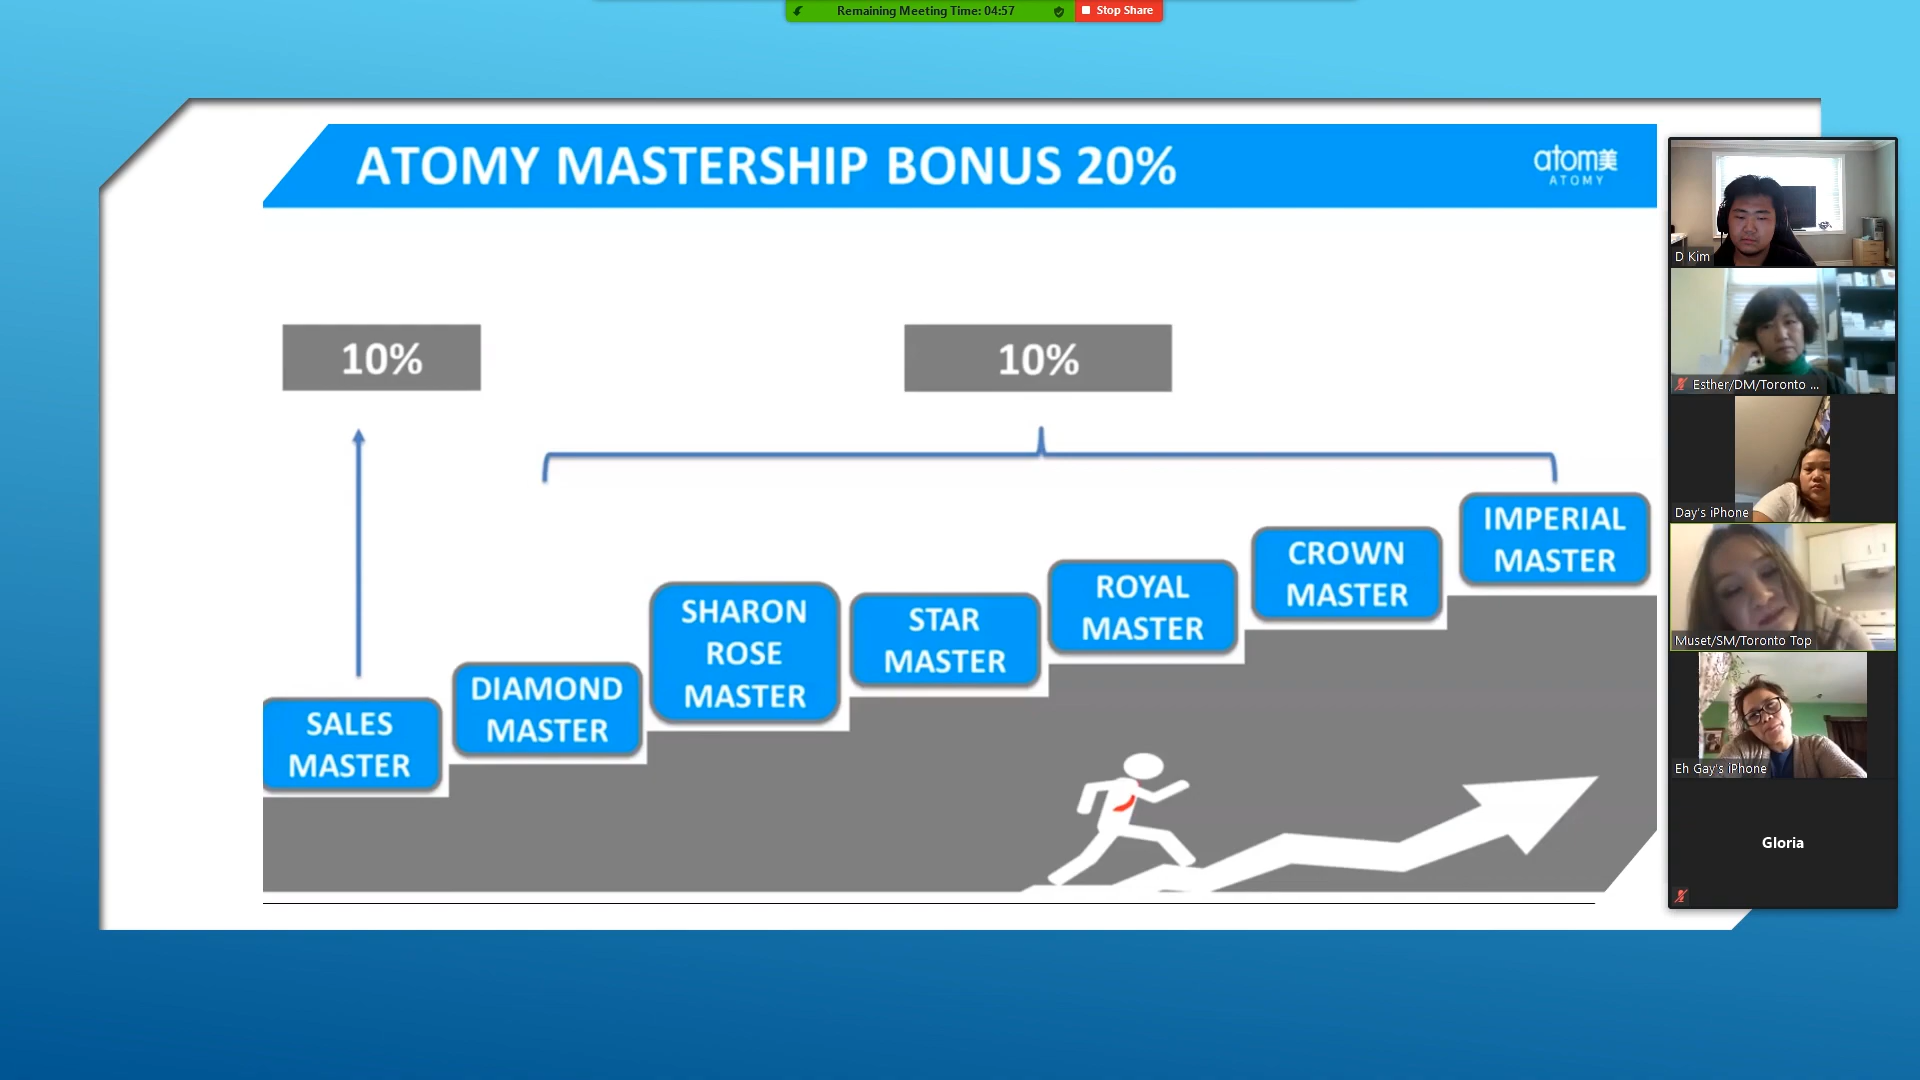 Remaining Meeting Time: 04:57
Stop Share
ATOMY MASTERSHIP BONUS 20%
atom美
ATOMY
10%
10%
SALES
MASTER
DIAMOND
MASTER
SHARON
ROSE
MASTER
STAR
MASTER
ROYAL
MASTER
CROWN
MASTER
IMPERIAL
MASTER
D Kim
Esther/DM/Toronto ...
Day's iPhone
Muset/SM/Toronto Top
Eh Gay's iPhone
Gloria